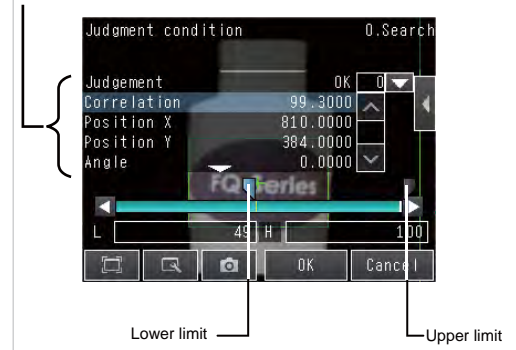 Judgment condition 0.Search
Judgement OK 0
Correlation 99.3000
Position X 810.0000
Position Y 384.0000
Angle 0.0000
FQ Series
L 49 H 100
OK Cancel
Lower limit Upper limit